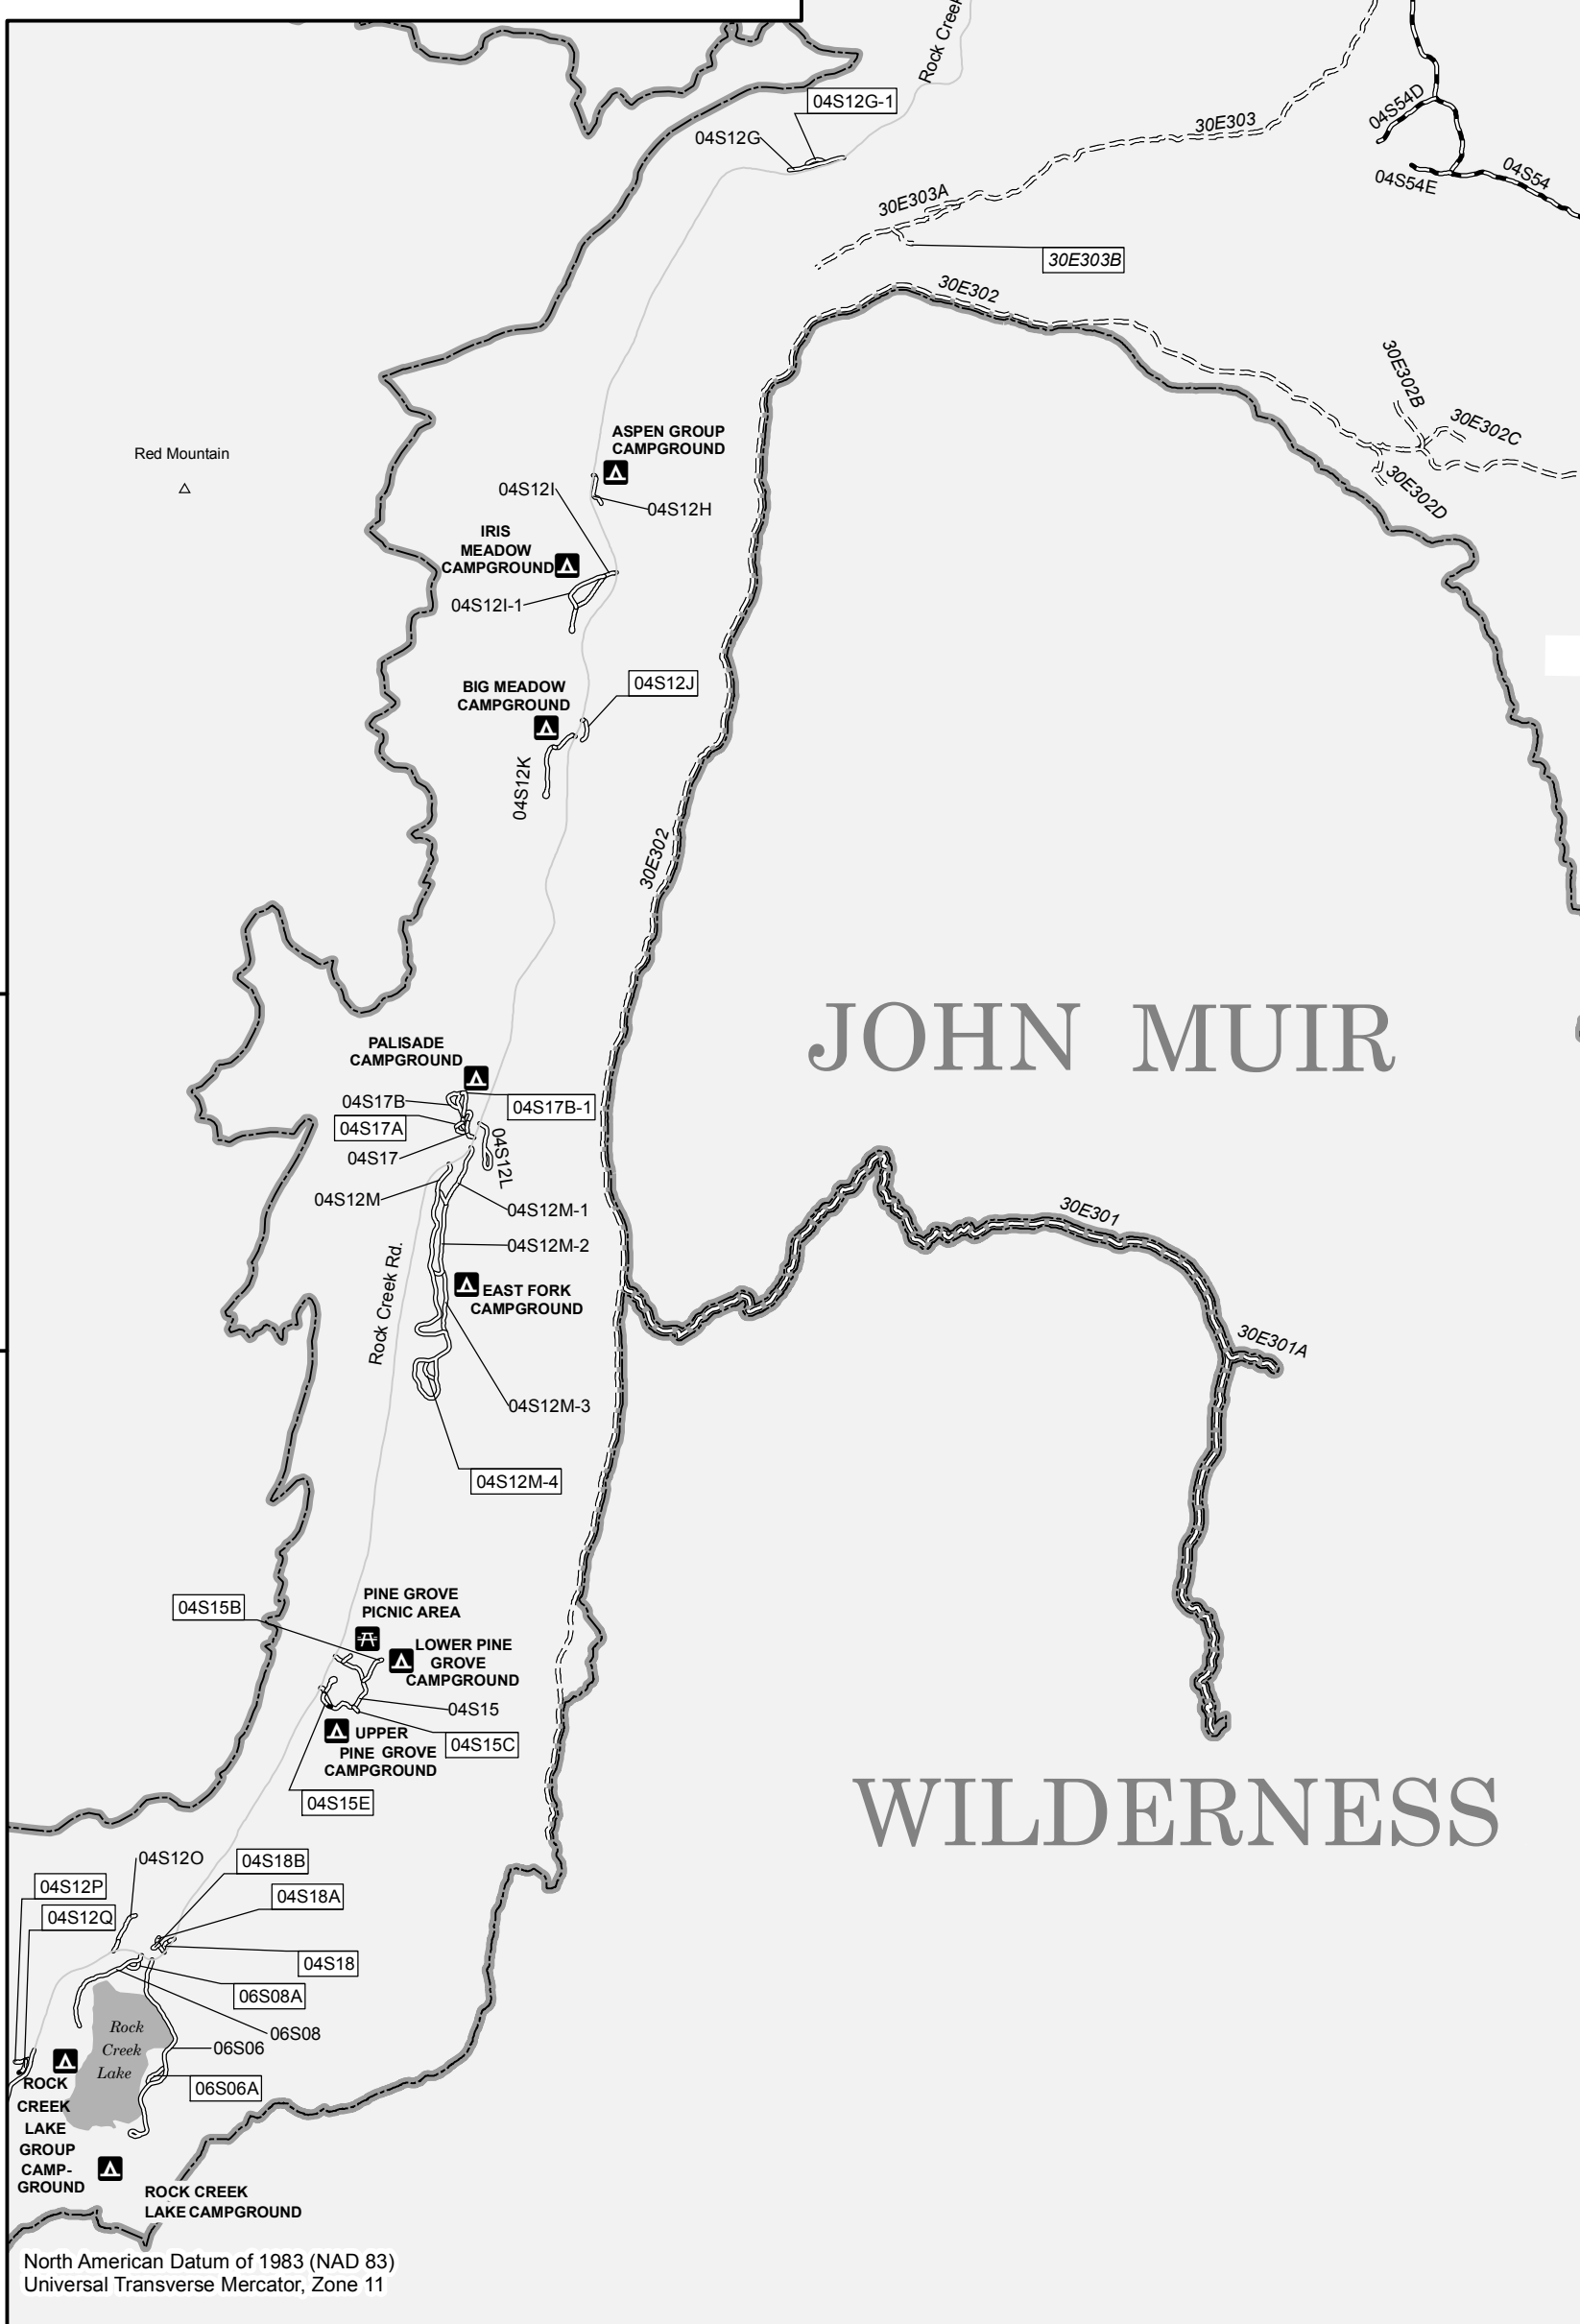 Rock Creek
04S12G-1
04S12G
30E303
04S54D
04S54E
04S54
30E303A
30E303B
30E302
30E302B
30E302C
30E302D
Red Mountain
ASPEN GROUP
CAMPGROUND
04S12I
04S12H
IRIS
MEADOW
CAMPGROUND
04S12I-1
BIG MEADOW
CAMPGROUND
04S12J
04S12K
30E302
JOHN MUIR
PALISADE
CAMPGROUND
04S17B
04S17B-1
04S17A
04S17
04S12L
04S12M
04S12M-1
04S12M-2
30E301
Rock Creek Rd.
EAST FORK
CAMPGROUND
30E301A
04S12M-3
04S12M-4
PINE GROVE
PICNIC AREA
04S15B
LOWER PINE
GROVE
CAMPGROUND
04S15
04S15C
UPPER
PINE GROVE
CAMPGROUND
04S15E
WILDERNESS
04S12O
04S18B
04S12P
04S18A
04S12Q
04S18
06S08A
Rock
Creek
Lake
06S08
06S06
06S06A
ROCK
CREEK
LAKE
GROUP
CAMP-
GROUND
ROCK CREEK
LAKE CAMPGROUND
North American Datum of 1983 (NAD 83)
Universal Transverse Mercator, Zone 11